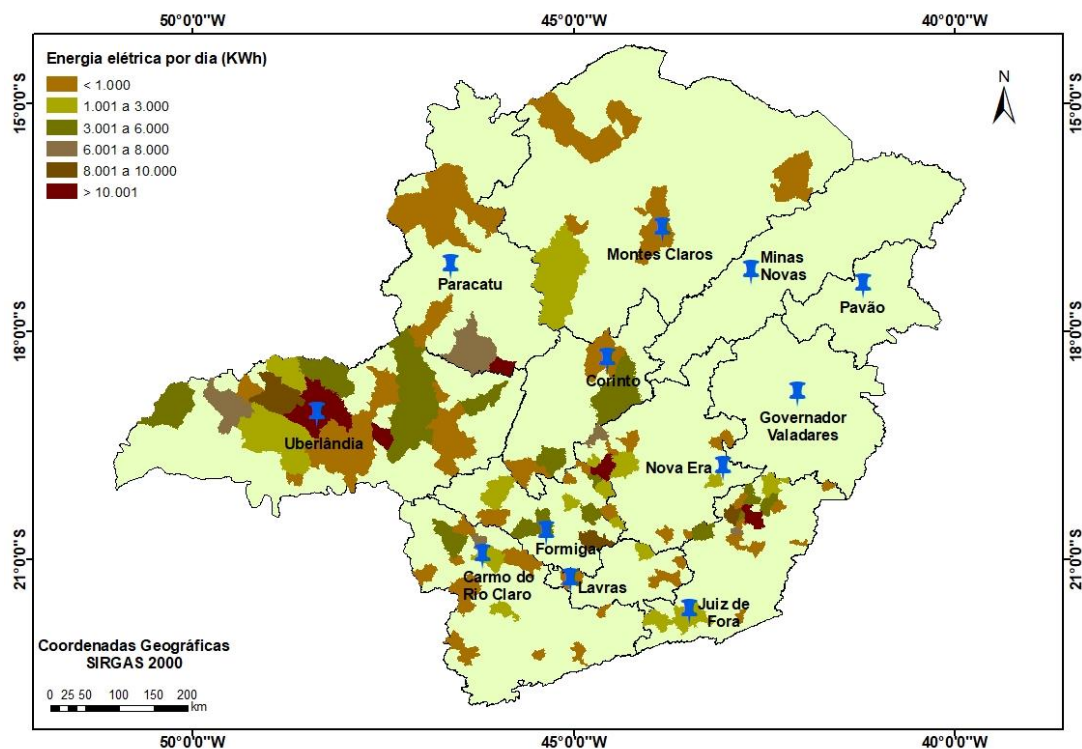 50°0'0"W 45°0'0"W 40°0'0"W
Energia elétrica por dia (KWh)
< 1.000
1.001 a 3.000
3.001 a 6.000
6.001 a 8.000
8.001 a 10.000
> 10.001
N
15°0'0"S
15°0'0"S
Montes Claros
Minas
Novas
Paracatu
Pavão
18°0'0"S
18°0'0"S
Corinto
Uberlândia
Governador
Valadares
Nova Era
Formiga
21°0'0"S
21°0'0"S
Carmo do
Rio Claro
Lavras
Juiz de
Fora
Coordenadas Geográficas
SIRGAS 2000
0 25 50 100 150 200
km
50°0'0"W 45°0'0"W 40°0'0"W